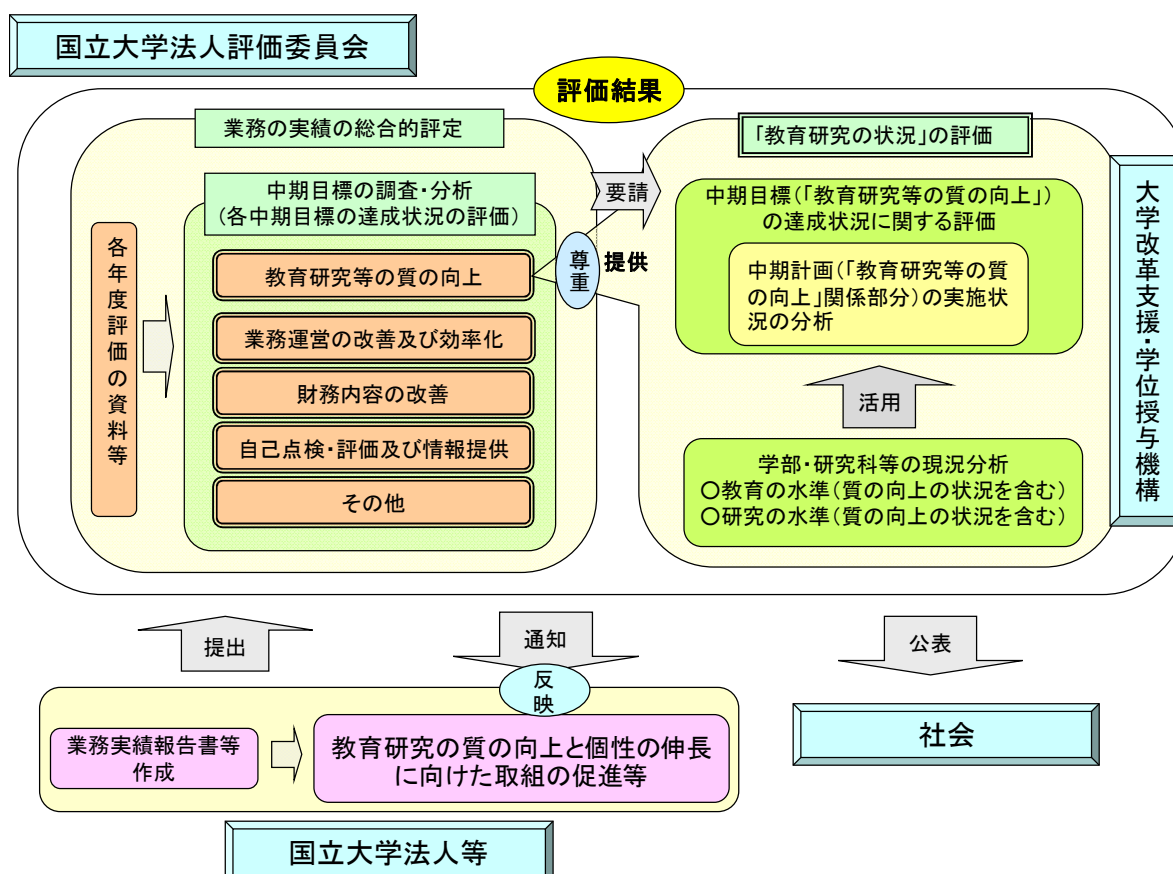 国立大学法人評価委員会
評価結果
業務の実績の総合的評定
中期目標の調査・分析
(各中期目標の達成状況の評価)
各年度評価の資料等
教育研究等の質の向上
業務運営の改善及び効率化
財務内容の改善
自己点検・評価及び情報提供
その他
要請
尊重
提供
「教育研究の状況」の評価
中期目標(「教育研究等の質の向上」)
の達成状況に関する評価
中期計画(「教育研究等の質
の向上」関係部分)の実施状
況の分析
活用
学部・研究科等の現況分析
○教育の水準(質の向上の状況を含む)
○研究の水準(質の向上の状況を含む)
大学改革支援・学位授与機構
提出
通知
反映
公表
業務実績報告書等
作成
教育研究の質の向上と個性の伸長
に向けた取組の促進等
社会
国立大学法人等